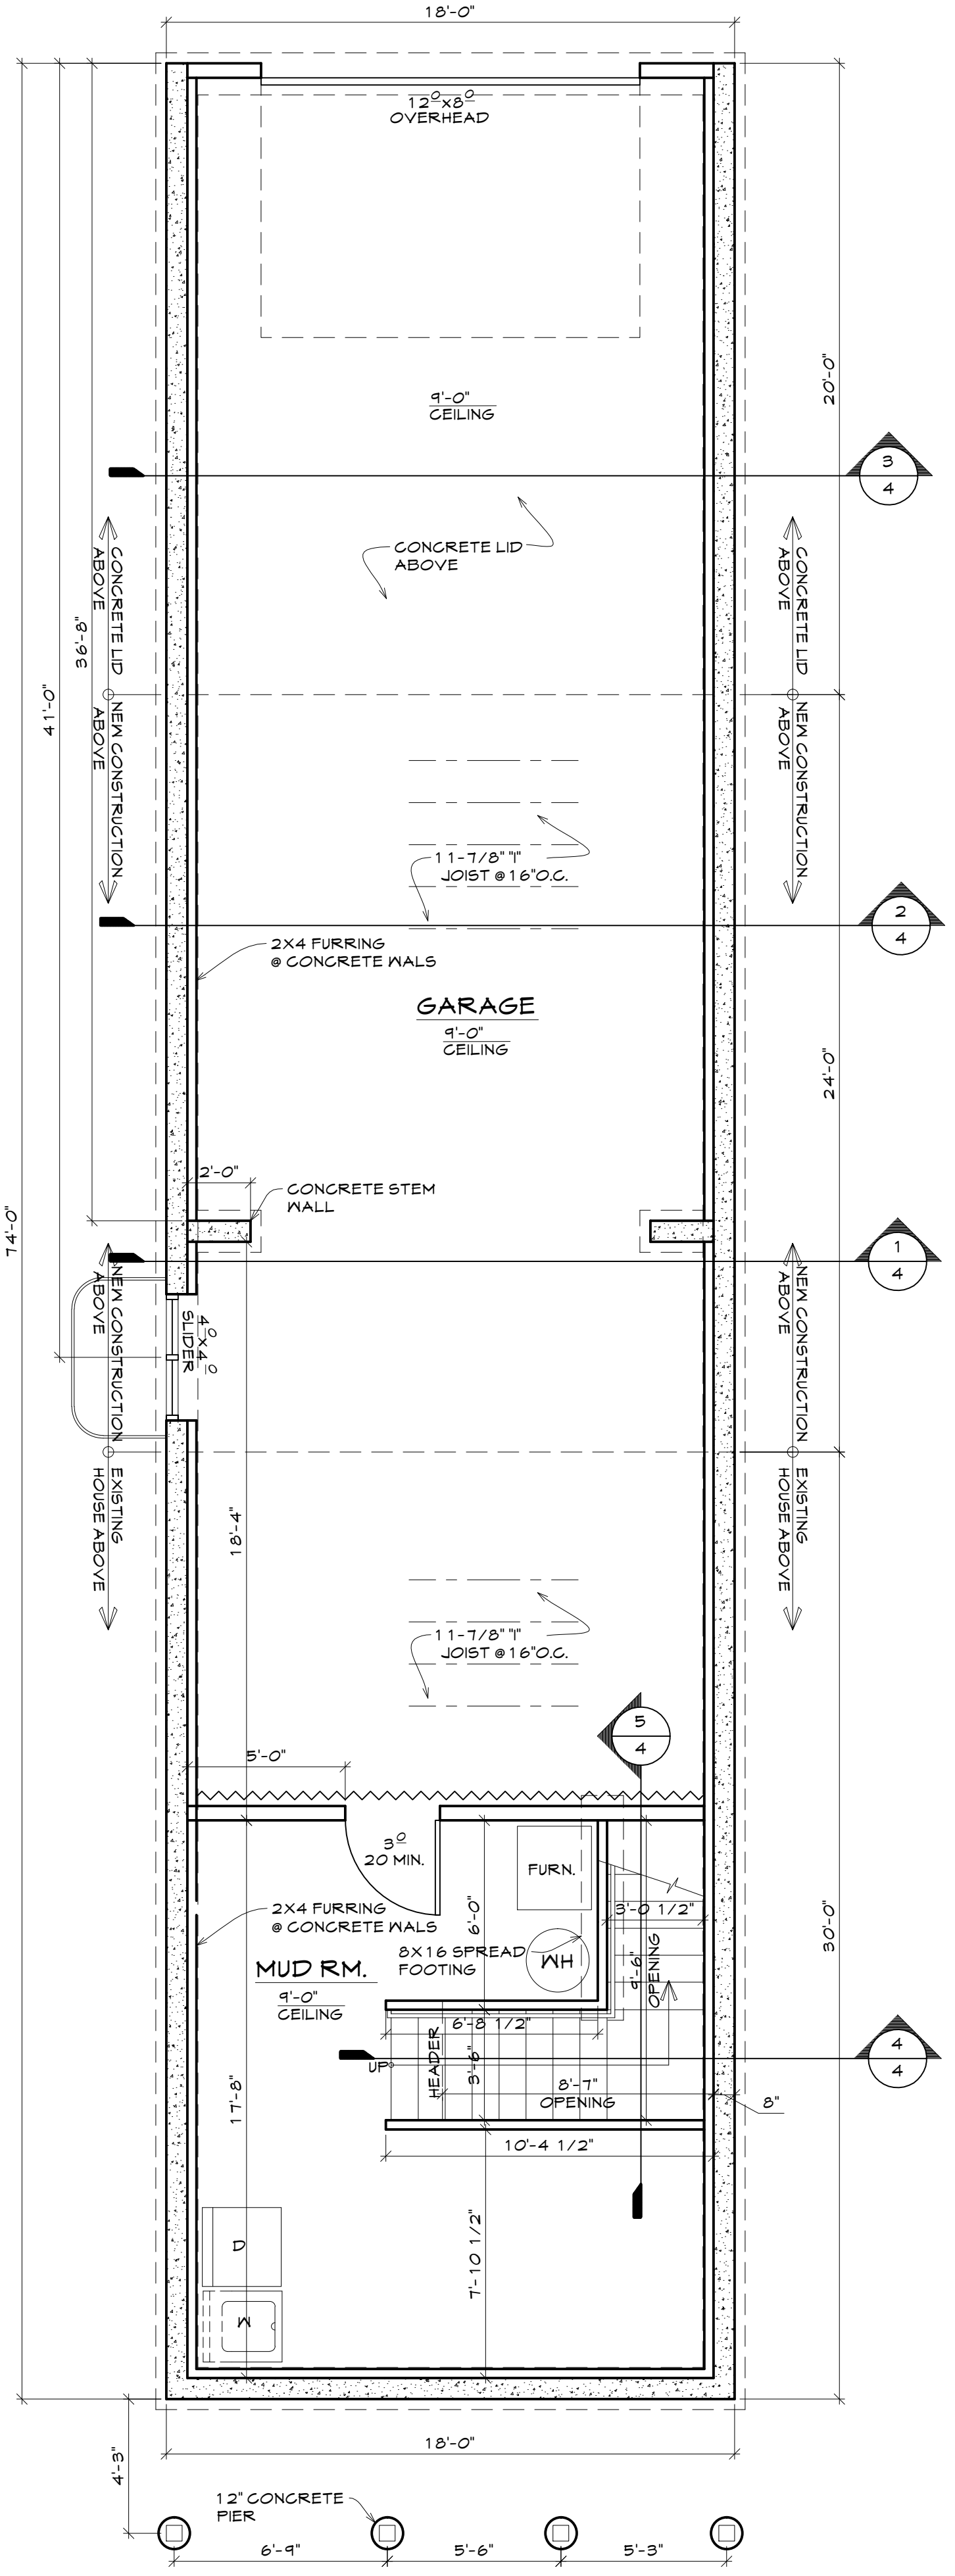 18'-0"
12⁰x8⁰
OVERHEAD
9'-0"
CEILING
20'-0"
3
4
CONCRETE LID
ABOVE
CONCRETE LID
ABOVE
CONCRETE LID
ABOVE
36'-8"
41'-0"
74'-0"
NEW CONSTRUCTION
ABOVE
NEW CONSTRUCTION
ABOVE
11-7/8" "I"
JOIST @ 16"O.C.
2
4
2X4 FURRING
@ CONCRETE WALS
GARAGE
9'-0"
CEILING
24'-0"
2'-0"
CONCRETE STEM
WALL
1
4
NEW CONSTRUCTION
ABOVE
4⁰x4⁰
SLIDER
NEW CONSTRUCTION
ABOVE
EXISTING
HOUSE ABOVE
EXISTING
HOUSE ABOVE
18'-4"
11-7/8" "I"
JOIST @ 16"O.C.
5
4
5'-0"
3⁰
20 MIN.
FURN.
2X4 FURRING
@ CONCRETE WALS
6'-0"
3'-0 1/2"
30'-0"
8X16 SPREAD
FOOTING
HW
9'-6"
OPENING
MUD RM.
9'-0"
CEILING
6'-8 1/2"
HEADER
3'-6"
UP
4
4
8'-7"
OPENING
8"
17'-8"
10'-4 1/2"
7'-10 1/2"
D
W
18'-0"
4'-3"
12" CONCRETE
PIER
6'-9"
5'-6"
5'-3"